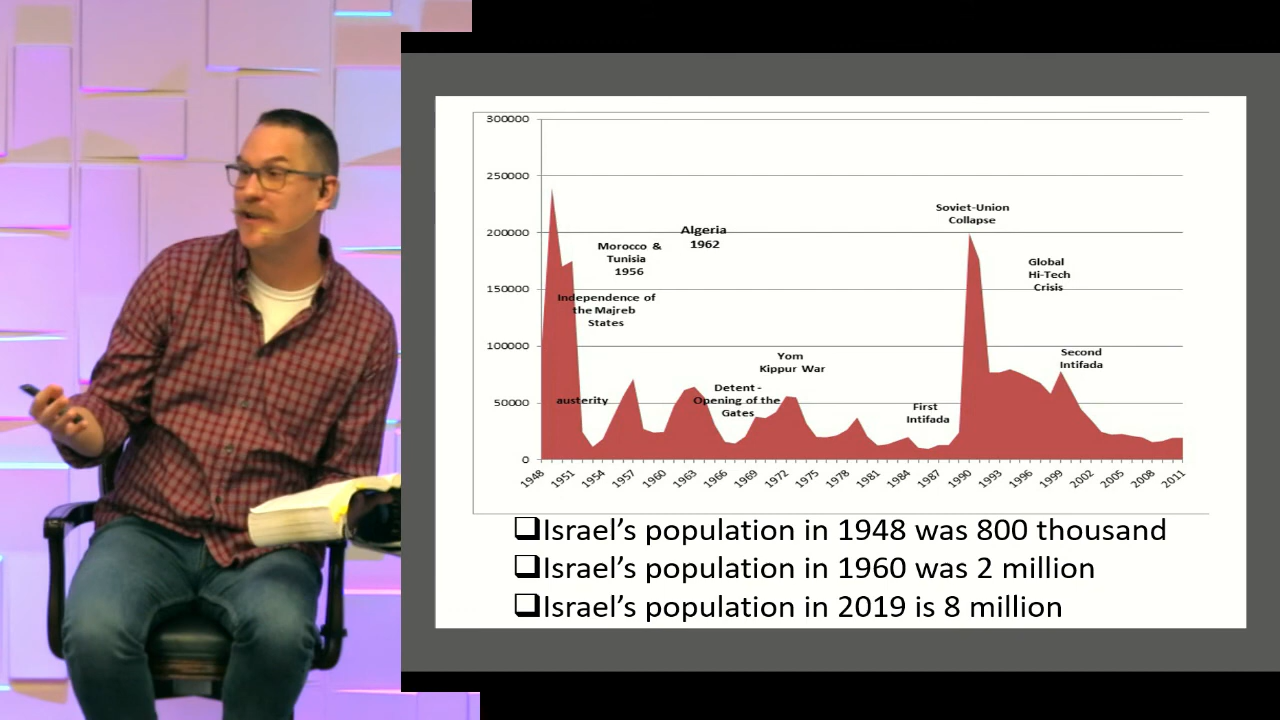 300000
250000
200000
150000
100000
50000
0
Soviet-Union
Collapse
Algeria
1962
Morocco &
Tunisia
1956
Global
Hi-Tech
Crisis
Independence of
the Majreb
States
Yom
Kippur War
Second
Intifada
Detent -
Opening of the
Gates
austerity
First
Intifada
1948 1951 1954 1957 1960 1963 1966 1969 1972 1975 1978 1981 1984 1987 1990 1993 1996 1999 2002 2005 2008 2011
❑Israel’s population in 1948 was 800 thousand
❑Israel’s population in 1960 was 2 million
❑Israel’s population in 2019 is 8 million